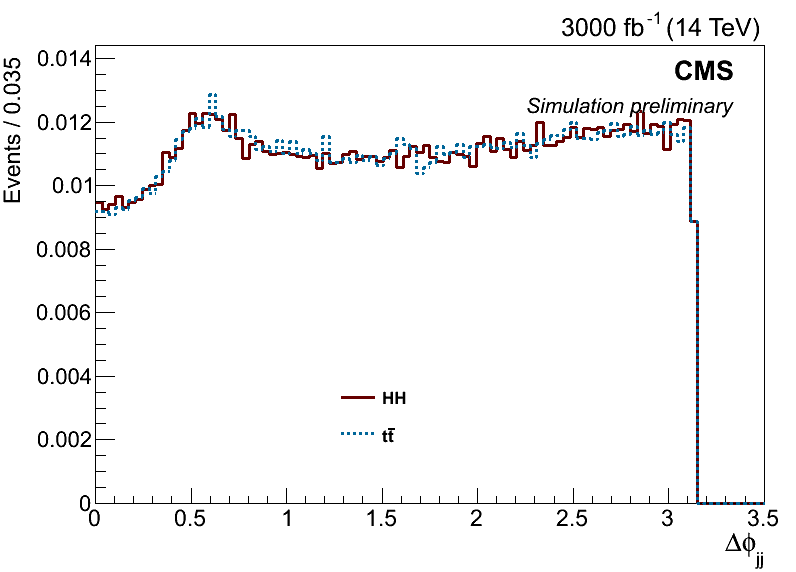 3000 fb⁻¹ (14 TeV)
CMS
Simulation preliminary
Events / 0.035
0.014
0.012
0.01
0.008
0.006
0.004
0.002
0
HH
tt̄
0 0.5 1 1.5 2 2.5 3 3.5
Δϕjj